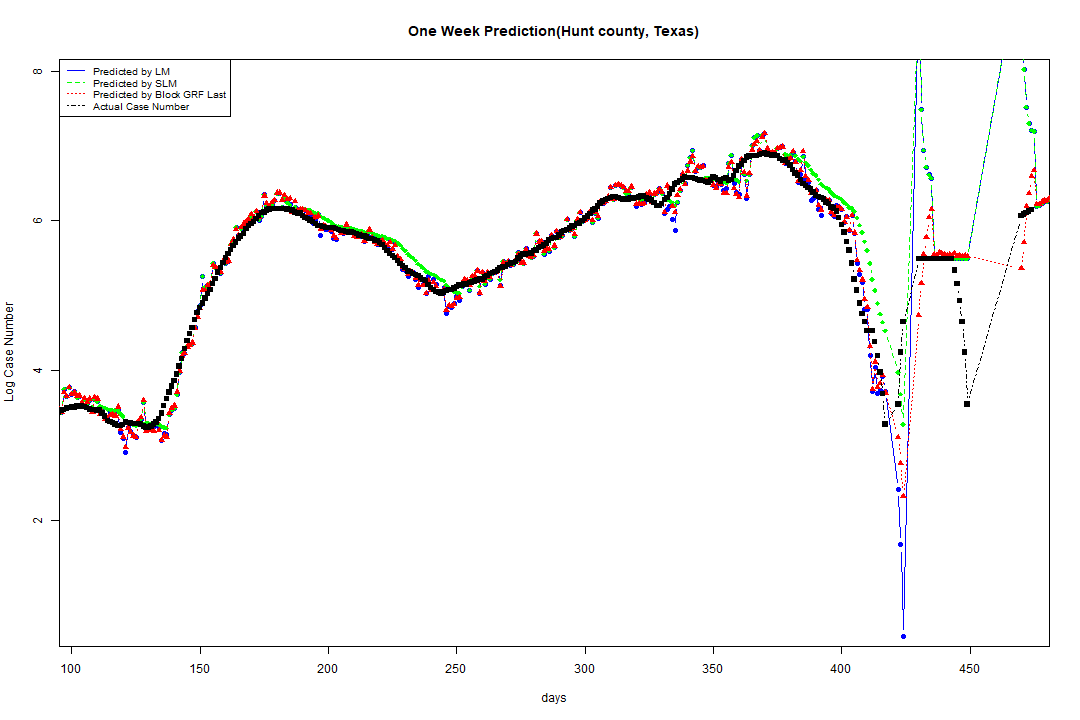 One Week Prediction(Hunt county, Texas)
Predicted by LM
Predicted by SLM
Predicted by Block GRF Last
Actual Case Number
8
6
4
2
Log Case Number
100 150 200 250 300 350 400 450
days